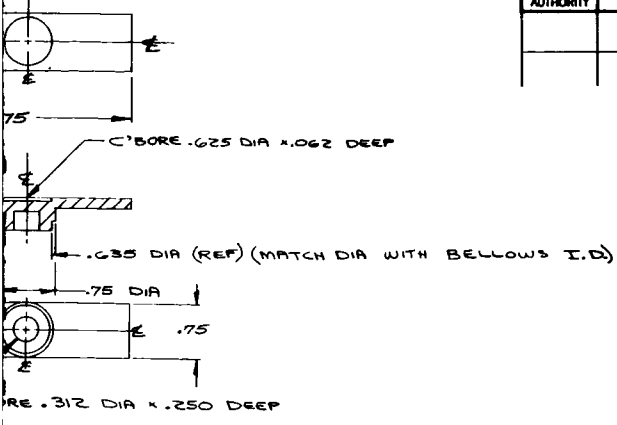 AUTHORITY
℄
℄
75
C'BORE .625 DIA x .062 DEEP
℄
.635 DIA (REF) (MATCH DIA WITH BELLOWS I.D.)
.75 DIA
℄
.75
℄
RE .312 DIA x .250 DEEP